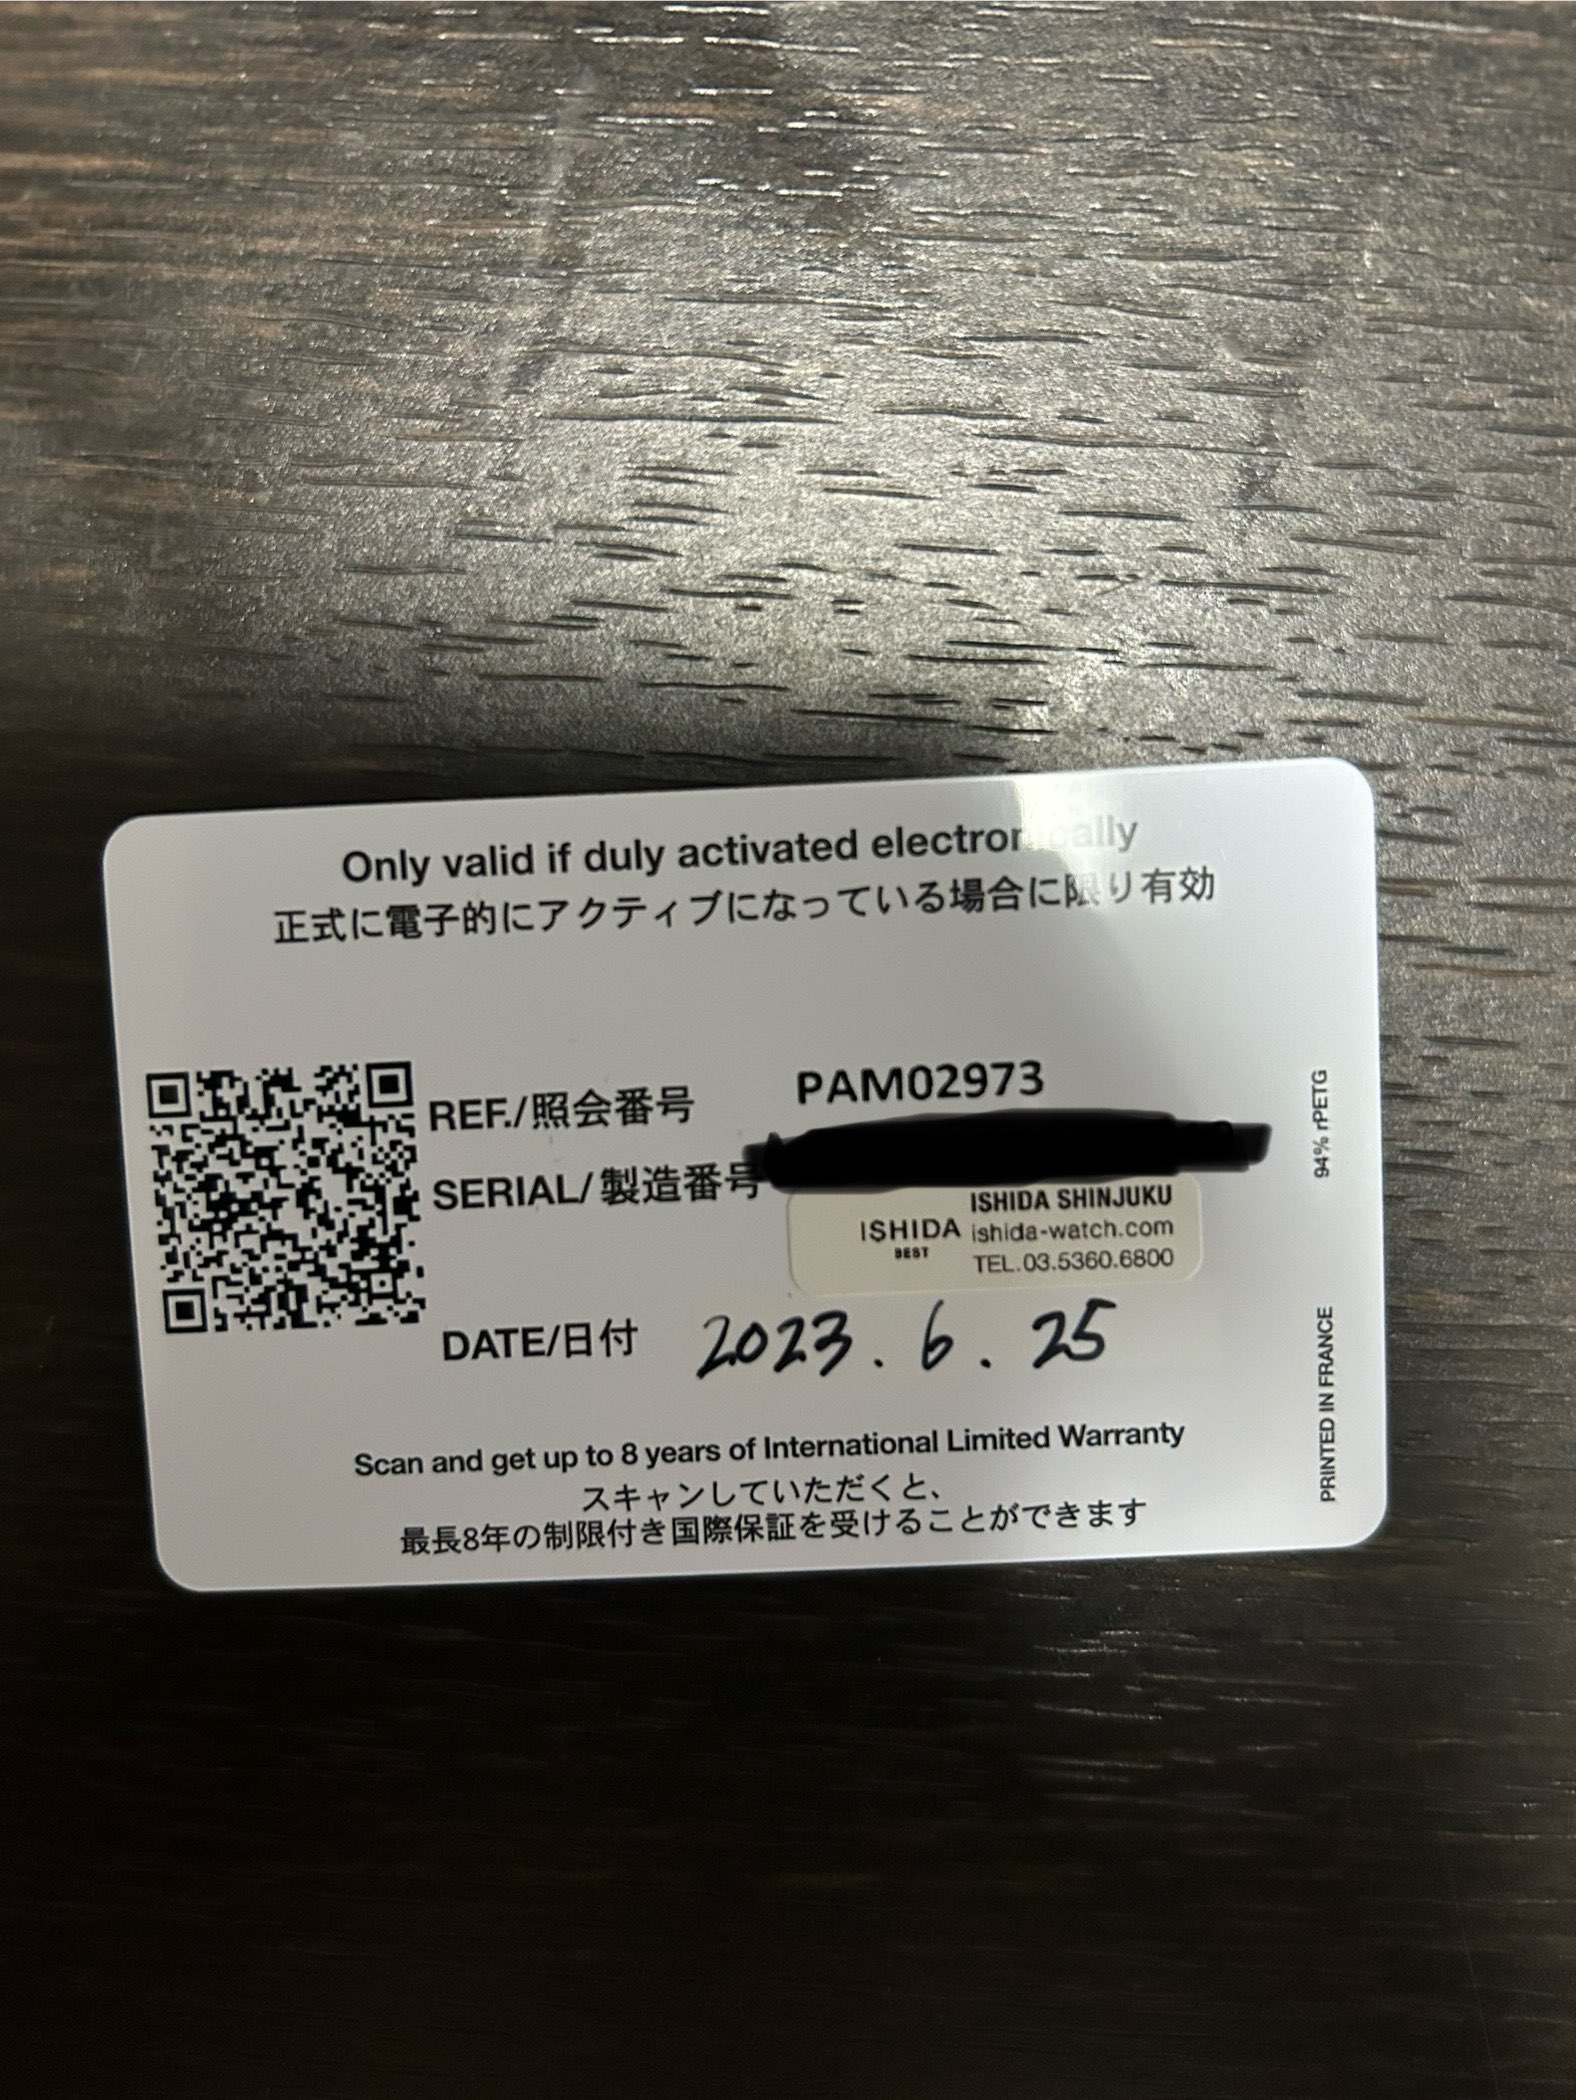 Only valid if duly activated electronically
正式に電子的にアクティブになっている場合に限り有効
REF./照会番号 PAM02973
SERIAL/製造番号
ISHIDA BEST
ISHIDA SHINJUKU
ishida-watch.com
TEL.03.5360.6800
DATE/日付 2023.6.25
Scan and get up to 8 years of International Limited Warranty
スキャンしていただくと、
最長8年の制限付き国際保証を受けることができます
94% rPETG
PRINTED IN FRANCE